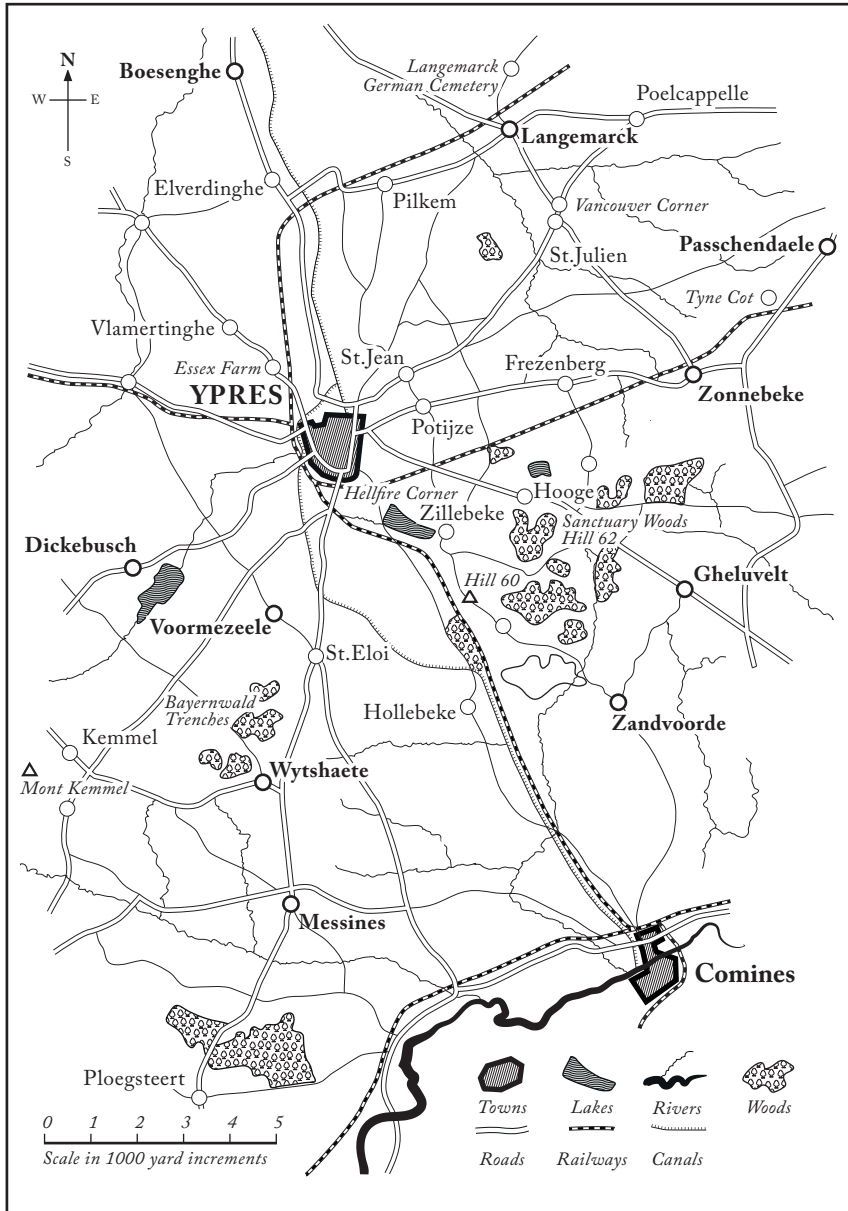 N
W
E
S
Boesenghe
Langemarck
German Cemetery
Poelcappelle
Langemarck
Elverdinghe
Pilkem
Vancouver Corner
St.Julien
Passchendaele
Tyne Cot
Vlamertinghe
Essex Farm
St.Jean
Frezenberg
YPRES
Zonnebeke
Potijze
Hellfire Corner
Hooge
Zillebeke
Sanctuary Woods
Hill 62
Dickebusch
Hill 60
Gheluvelt
Voormezeele
St.Eloi
Bayernwald
Trenches
Hollebeke
Zandvoorde
Kemmel
Mont Kemmel
Wytshaete
Messines
Comines
Ploegsteert
Towns
Lakes
Rivers
Woods
Roads
Railways
Canals
0 1 2 3 4 5
Scale in 1000 yard increments